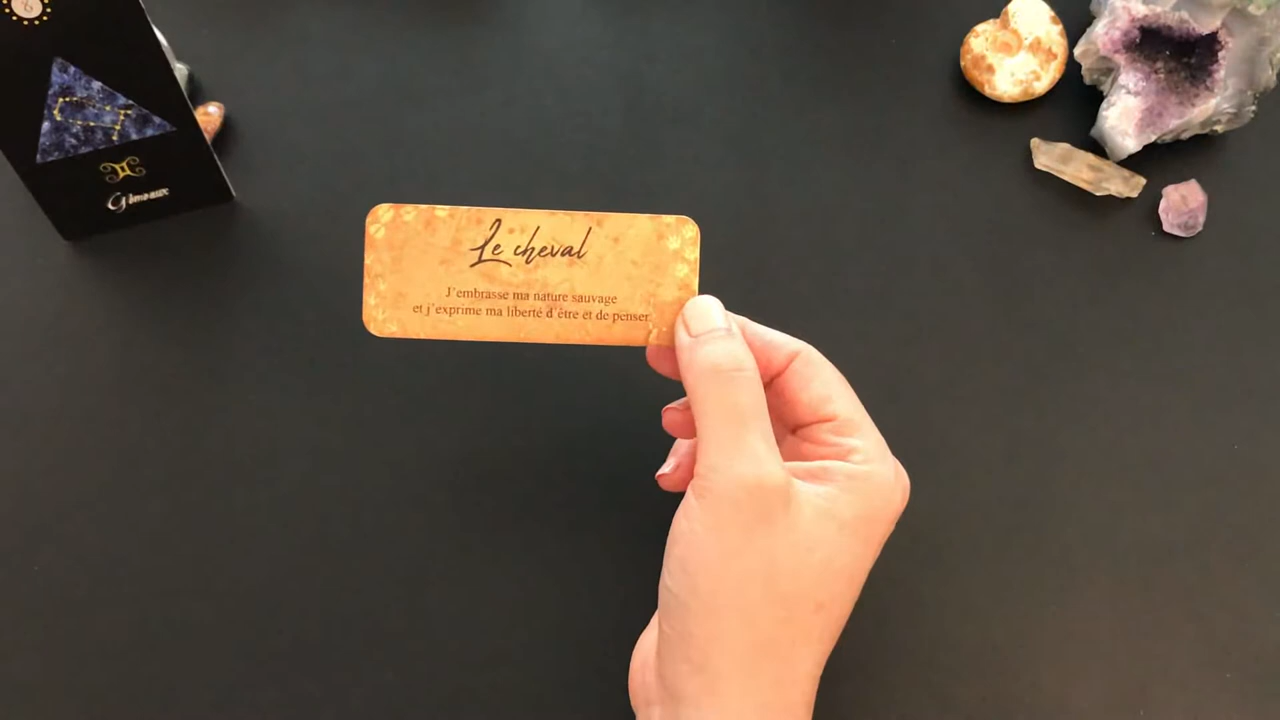 Gémeaux
Le cheval
J'embrasse ma nature sauvage
et j'exprime ma liberté d'être et de penser.